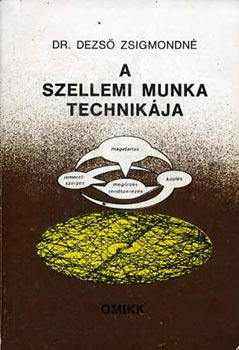 DR. DEZSŐ ZSIGMONDNÉ
A
SZELLEMI MUNKA
TECHNIKÁJA
magatartás
ismeret-
szerzés
megőrzés
rendszerezés
közlés
OMIKK